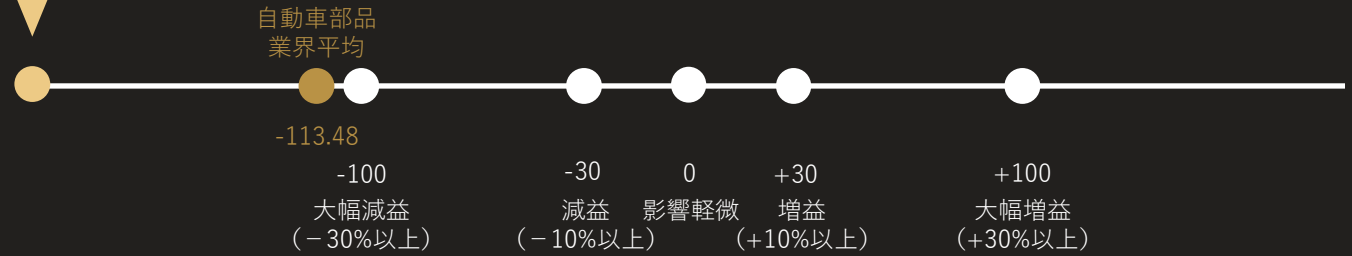 自動車部品
業界平均
-113.48
-100
大幅減益
(－30%以上)
-30
減益
(－10%以上)
0
影響軽微
+30
増益
(+10%以上)
+100
大幅増益
(+30%以上)